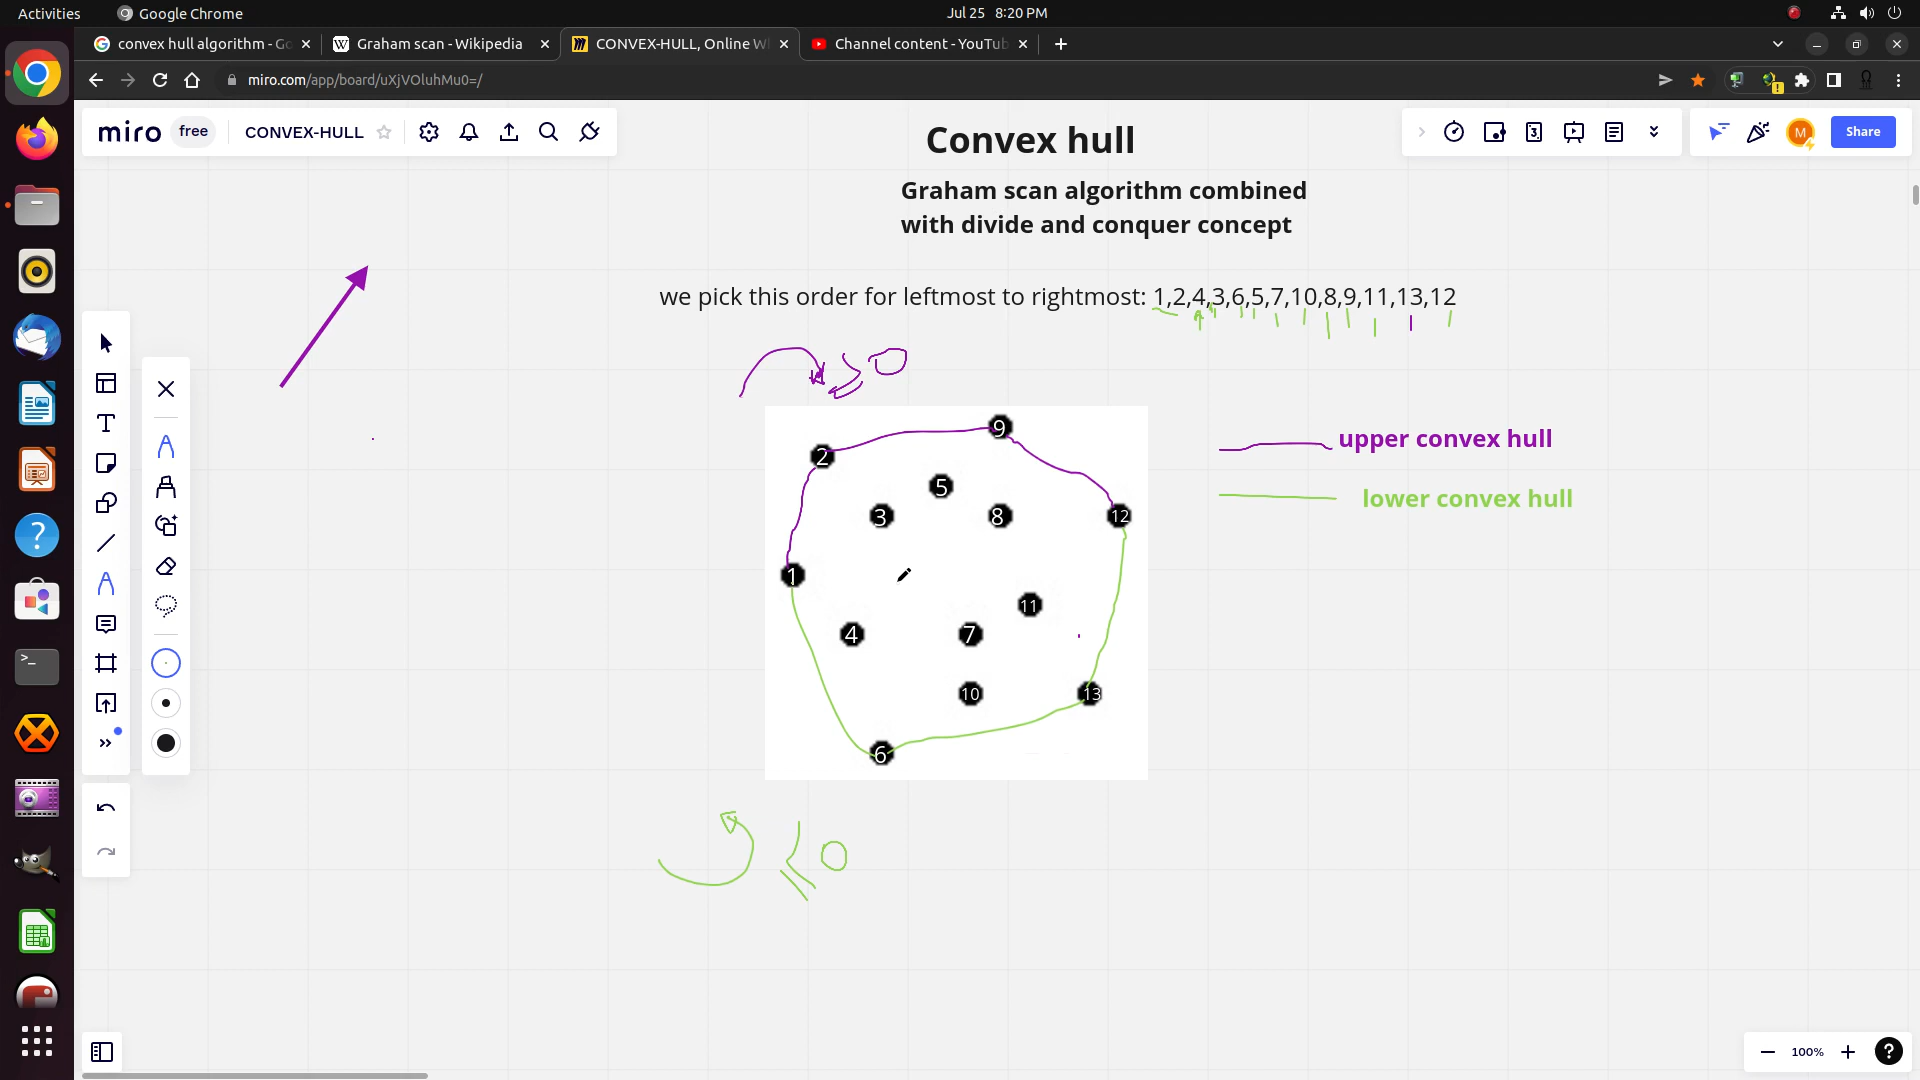 Activities
Google Chrome
Jul 25 8:20 PM
convex hull algorithm - Go
Graham scan - Wikipedia
CONVEX-HULL, Online W
Channel content - YouTub
miro.com/app/board/uXjVOluhMu0=/
miro
free
CONVEX-HULL
3
M
Share
Convex hull
Graham scan algorithm combined
with divide and conquer concept
we pick this order for leftmost to rightmost: 1,2,4,3,6,5,7,10,8,9,11,13,12
≥ 0
upper convex hull
lower convex hull
9
2
5
3
8
12
1
11
4
7
10
13
6
≤ 0
100%
?